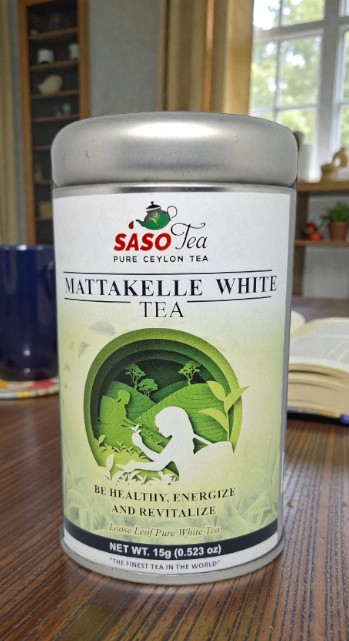 SASO Tea
PURE CEYLON TEA
MATTAKELLE WHITE
TEA
BE HEALTHY, ENERGIZE
AND REVITALIZE
Loose Leaf Pure White Tea
NET WT. 15g (0.523 oz)
"THE FINEST TEA IN THE WORLD"